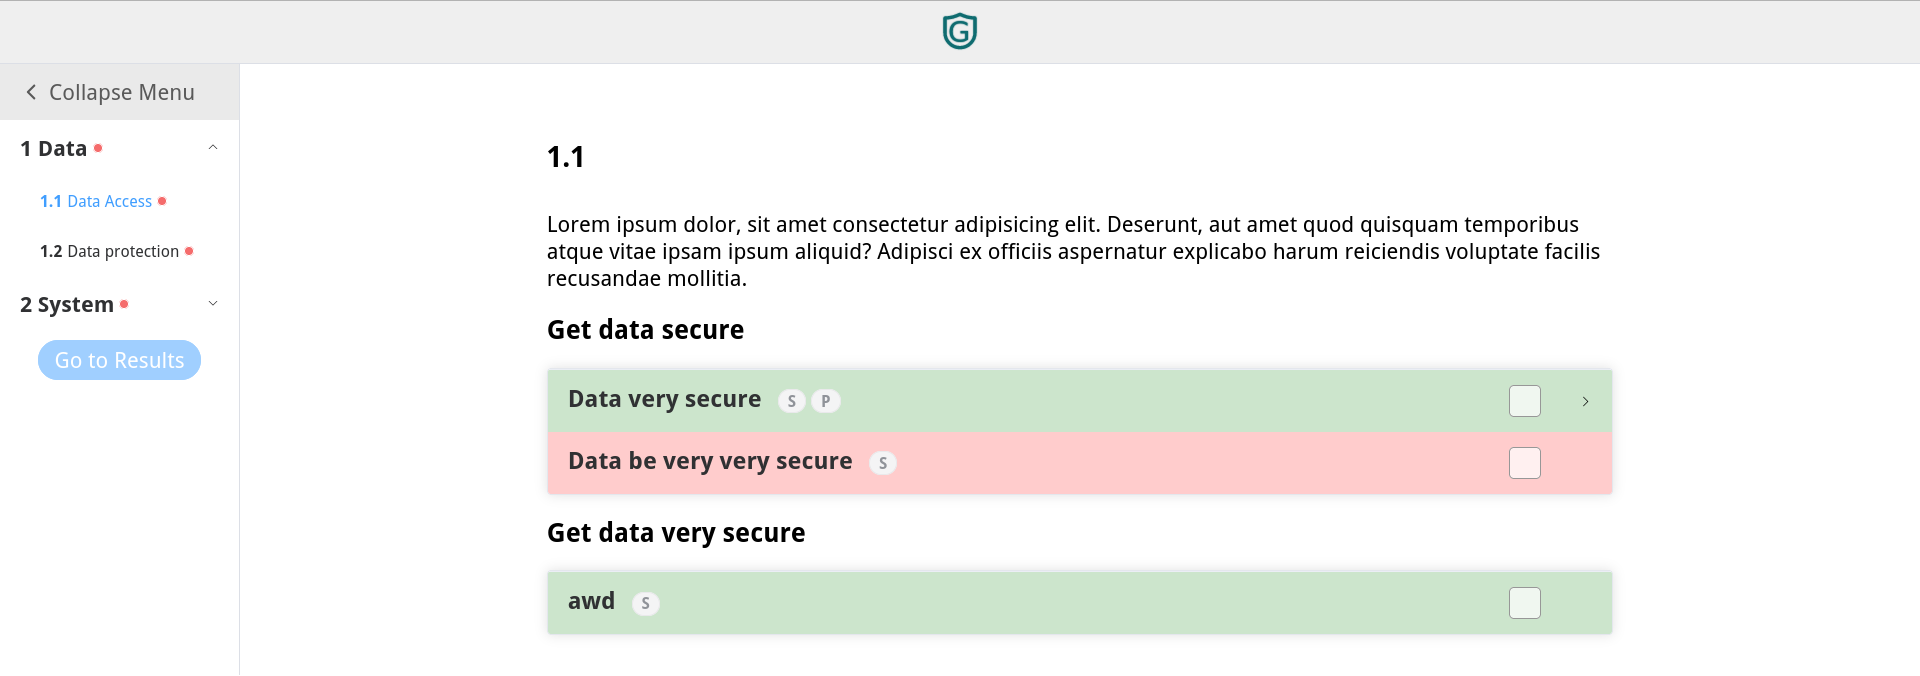 G
Collapse Menu
1 Data
1.1 Data Access
1.2 Data protection
2 System
Go to Results
1.1
Lorem ipsum dolor, sit amet consectetur adipisicing elit. Deserunt, aut amet quod quisquam temporibus
atque vitae ipsam ipsum aliquid? Adipisci ex officiis aspernatur explicabo harum reiciendis voluptate facilis
recusandae mollitia.
Get data secure
Data very secure S P
Data be very very secure S
Get data very secure
awd S